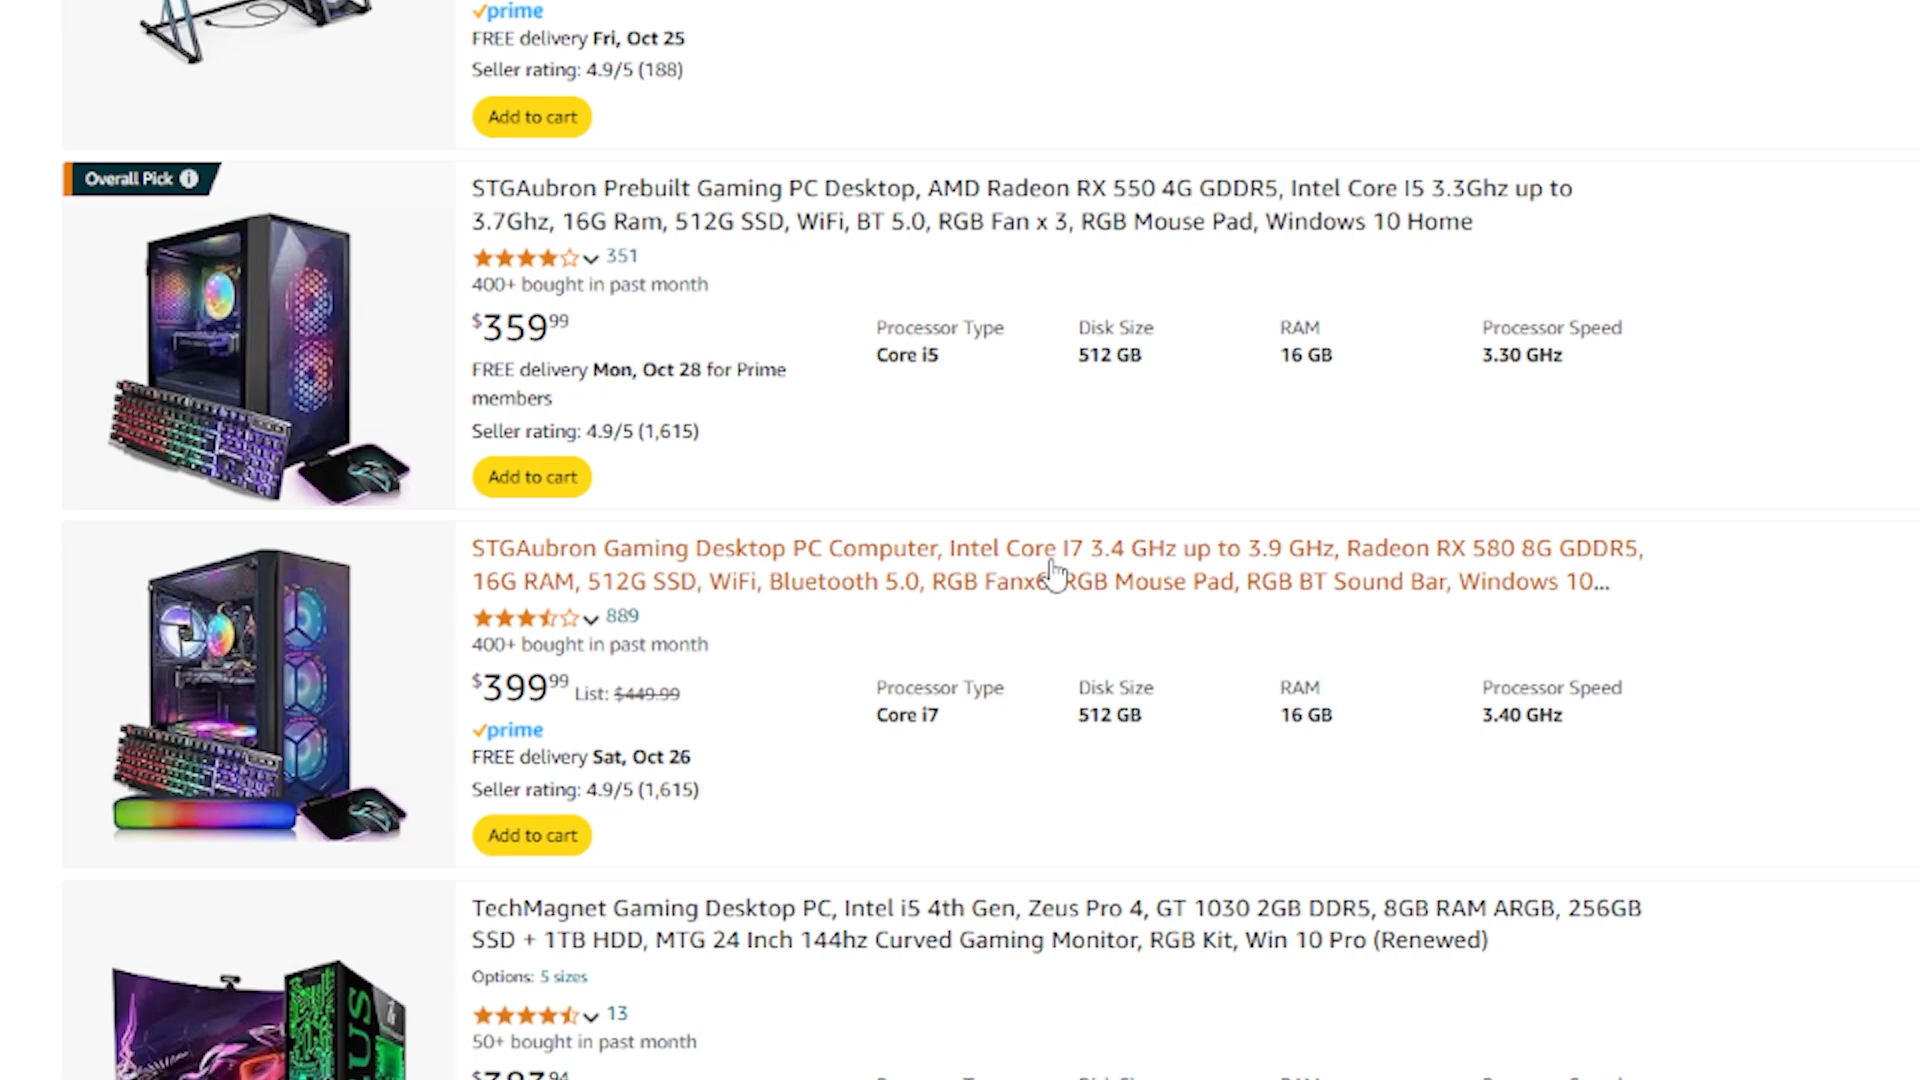 prime
FREE delivery Fri, Oct 25
Seller rating: 4.9/5 (188)
Add to cart
Overall Pick
STGAubron Prebuilt Gaming PC Desktop, AMD Radeon RX 550 4G GDDR5, Intel Core I5 3.3Ghz up to
3.7Ghz, 16G Ram, 512G SSD, WiFi, BT 5.0, RGB Fan x 3, RGB Mouse Pad, Windows 10 Home
351
400+ bought in past month
$359.99
Processor Type Disk Size RAM Processor Speed
Core i5 512 GB 16 GB 3.30 GHz
FREE delivery Mon, Oct 28 for Prime
members
Seller rating: 4.9/5 (1,615)
Add to cart
STGAubron Gaming Desktop PC Computer, Intel Core I7 3.4 GHz up to 3.9 GHz, Radeon RX 580 8G GDDR5,
16G RAM, 512G SSD, WiFi, Bluetooth 5.0, RGB Fanx6, RGB Mouse Pad, RGB BT Sound Bar, Windows 10...
889
400+ bought in past month
$399.99 List: $449.99
Processor Type Disk Size RAM Processor Speed
Core i7 512 GB 16 GB 3.40 GHz
prime
FREE delivery Sat, Oct 26
Seller rating: 4.9/5 (1,615)
Add to cart
TechMagnet Gaming Desktop PC, Intel i5 4th Gen, Zeus Pro 4, GT 1030 2GB DDR5, 8GB RAM ARGB, 256GB
SSD + 1TB HDD, MTG 24 Inch 144hz Curved Gaming Monitor, RGB Kit, Win 10 Pro (Renewed)
Options: 5 sizes
13
50+ bought in past month